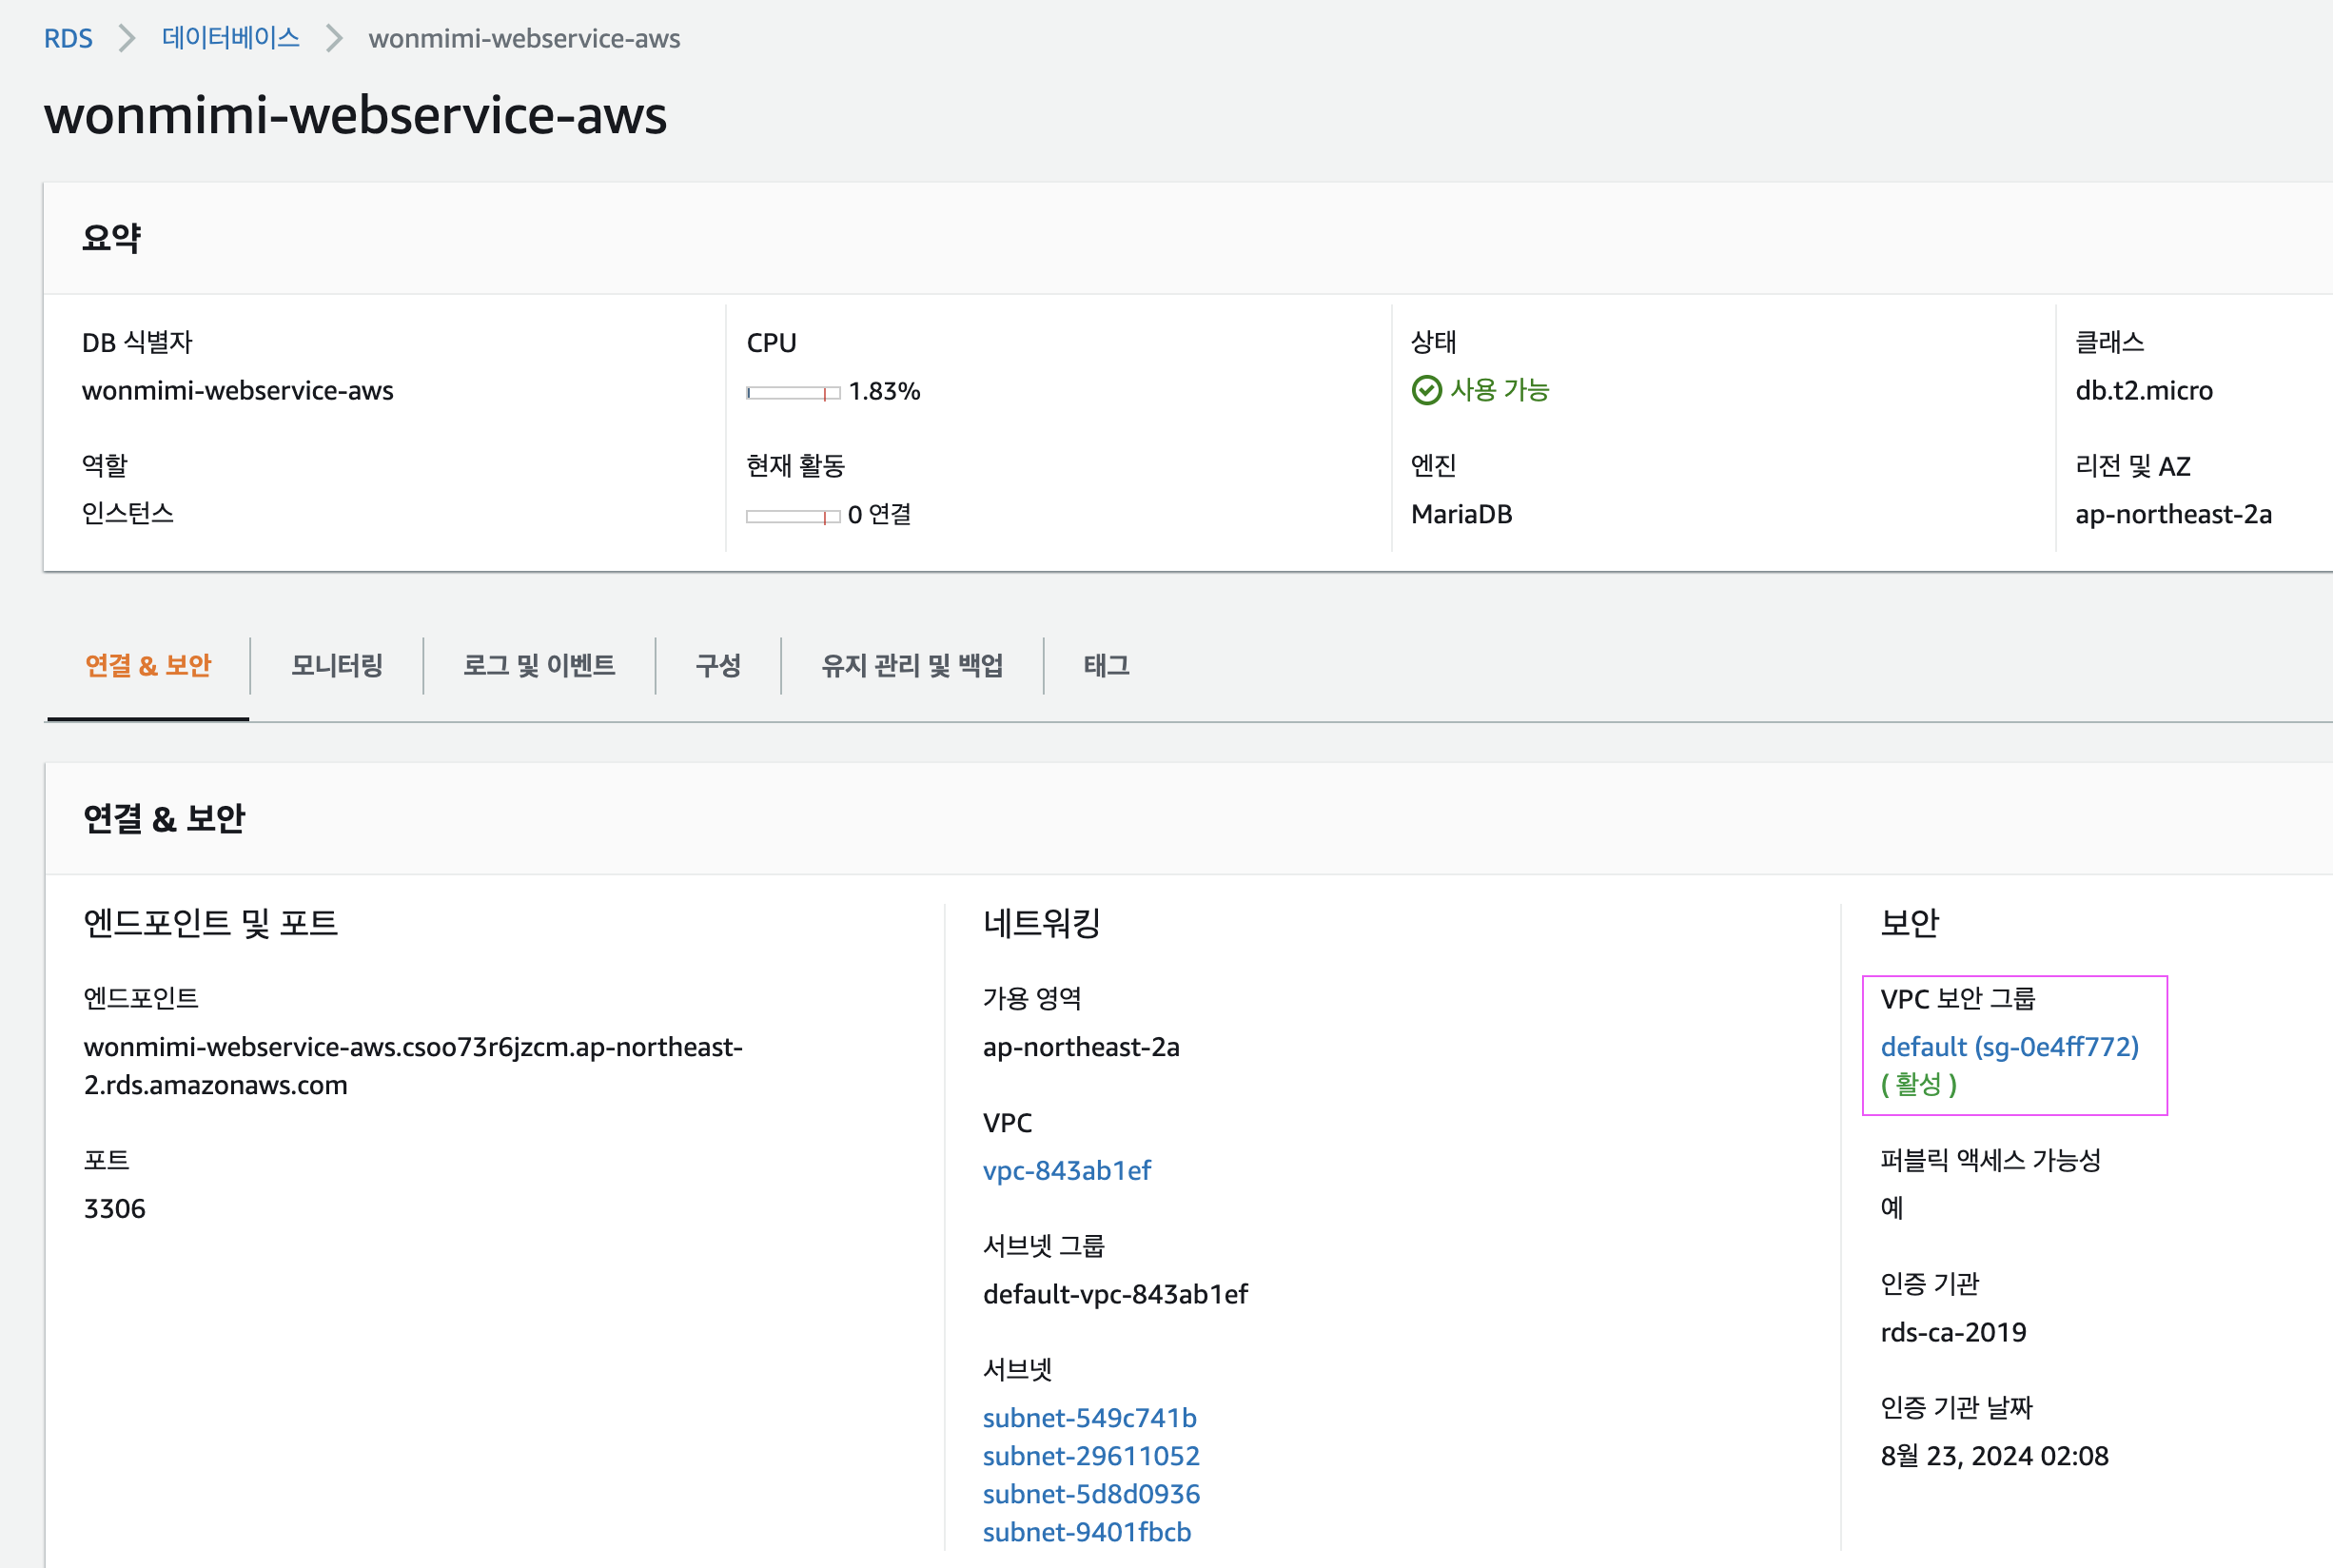 RDS 데이터베이스 wonmimi-webservice-aws
wonmimi-webservice-aws
요약
DB 식별자
wonmimi-webservice-aws
역할
인스턴스
CPU
1.83%
현재 활동
0 연결
상태
사용 가능
엔진
MariaDB
클래스
db.t2.micro
리전 및 AZ
ap-northeast-2a
연결 & 보안 모니터링 로그 및 이벤트 구성 유지 관리 및 백업 태그
연결 & 보안
엔드포인트 및 포트
엔드포인트
wonmimi-webservice-aws.csoo73r6jzcm.ap-northeast-
2.rds.amazonaws.com
포트
3306
네트워킹
가용 영역
ap-northeast-2a
VPC
vpc-843ab1ef
서브넷 그룹
default-vpc-843ab1ef
서브넷
subnet-549c741b
subnet-29611052
subnet-5d8d0936
subnet-9401fbcb
보안
VPC 보안 그룹
default (sg-0e4ff772)
( 활성 )
퍼블릭 액세스 가능성
예
인증 기관
rds-ca-2019
인증 기관 날짜
8월 23, 2024 02:08